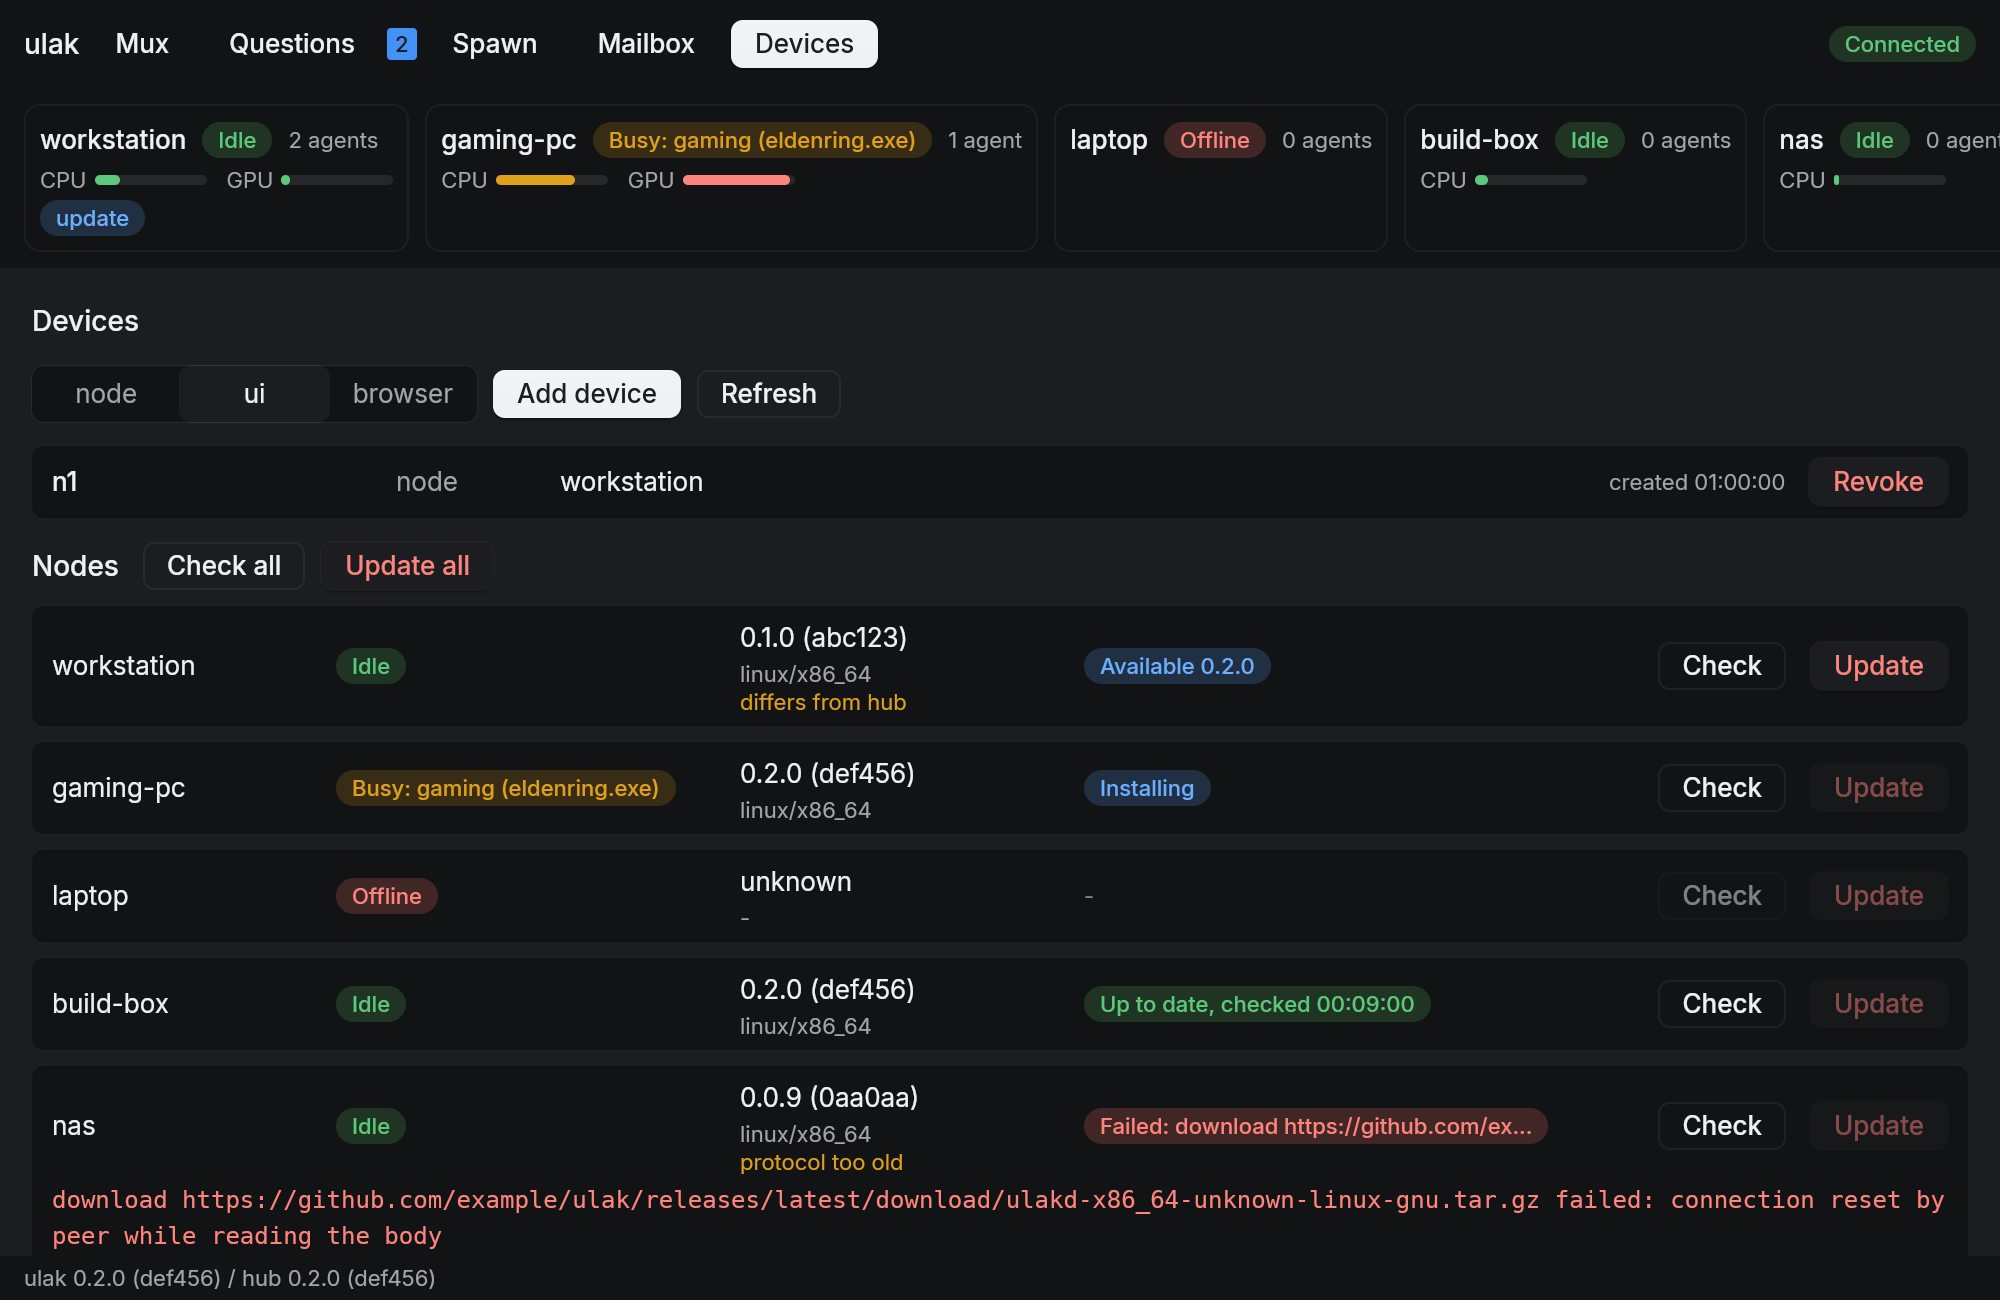 ulak Mux Questions 2 Spawn Mailbox Devices Connected
workstation Idle 2 agents
CPU GPU
update
gaming-pc Busy: gaming (eldenring.exe) 1 agent
CPU GPU
laptop Offline 0 agents
build-box Idle 0 agents
CPU
nas Idle 0 agent
CPU
Devices
node ui browser Add device Refresh
n1 node workstation created 01:00:00 Revoke
Nodes Check all Update all
workstation Idle 0.1.0 (abc123) Available 0.2.0 Check Update
linux/x86_64
differs from hub
gaming-pc Busy: gaming (eldenring.exe) 0.2.0 (def456) Installing Check Update
linux/x86_64
laptop Offline unknown - Check Update
-
build-box Idle 0.2.0 (def456) Up to date, checked 00:09:00 Check Update
linux/x86_64
nas Idle 0.0.9 (0aa0aa) Failed: download https://github.com/ex... Check Update
linux/x86_64
protocol too old
download https://github.com/example/ulak/releases/latest/download/ulakd-x86_64-unknown-linux-gnu.tar.gz failed: connection reset by
peer while reading the body
ulak 0.2.0 (def456) / hub 0.2.0 (def456)